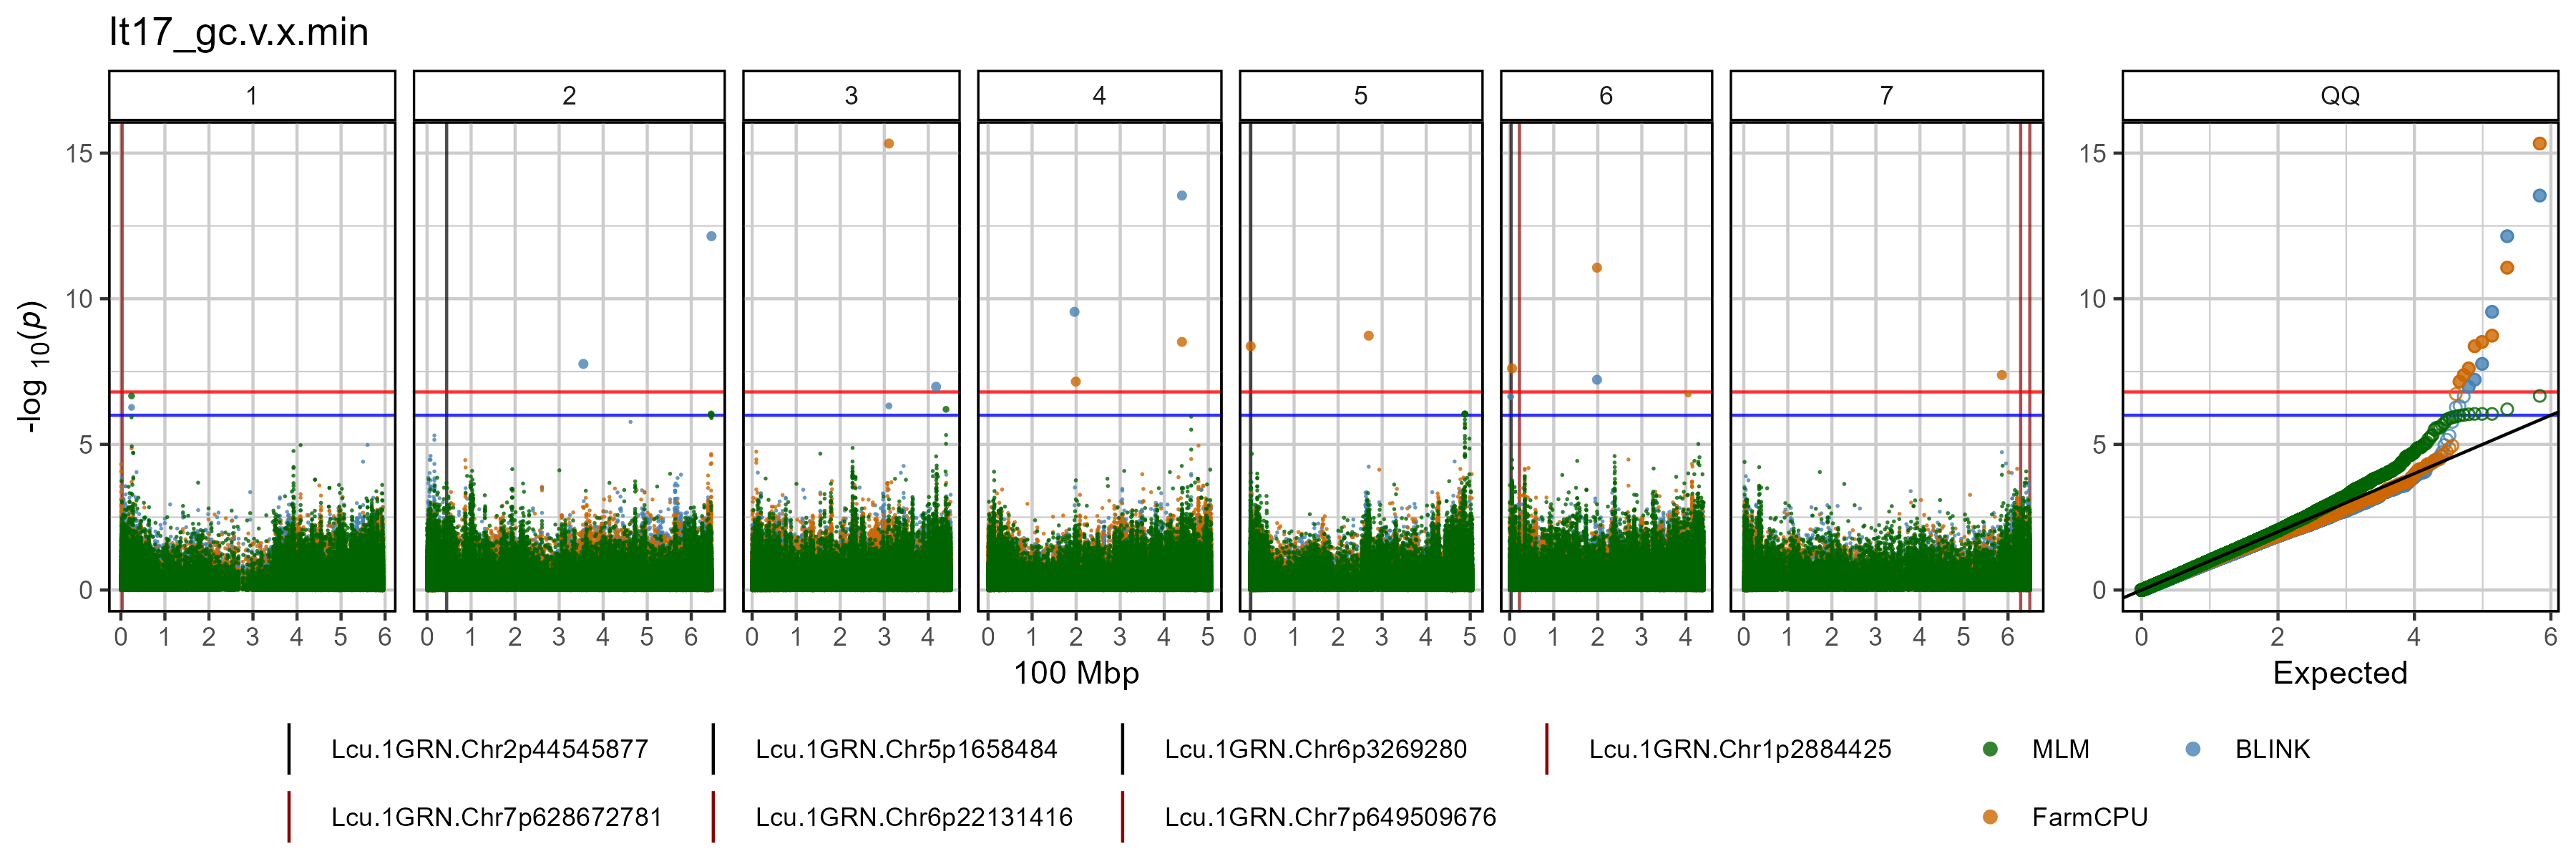 lt17_gc.v.x.min
1 2 3 4 5 6 7 QQ
15 15
10 10
5 5
0 0
-log 10(p)
0 1 2 3 4 5 6 0 1 2 3 4 5 6 0 1 2 3 4 0 1 2 3 4 5 0 1 2 3 4 5 0 1 2 3 4 0 1 2 3 4 5 6 0 2 4 6
100 Mbp Expected
Lcu.1GRN.Chr2p44545877 Lcu.1GRN.Chr5p1658484 Lcu.1GRN.Chr6p3269280 Lcu.1GRN.Chr1p2884425 MLM BLINK
Lcu.1GRN.Chr7p628672781 Lcu.1GRN.Chr6p22131416 Lcu.1GRN.Chr7p649509676 FarmCPU